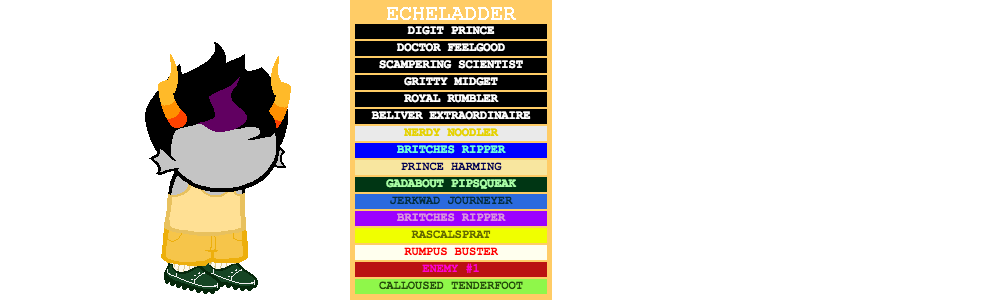 ECHELADDER
DIGIT PRINCE
DOCTOR FEELGOOD
SCAMPERING SCIENTIST
GRITTY MIDGET
ROYAL RUMBLER
BELIVER EXTRAORDINAIRE
NERDY NOODLER
BRITCHES RIPPER
PRINCE HARMING
GADABOUT PIPSQUEAK
JERKWAD JOURNEYER
BRITCHES RIPPER
RASCALSPRAT
RUMPUS BUSTER
ENEMY #1
CALLOUSED TENDERFOOT